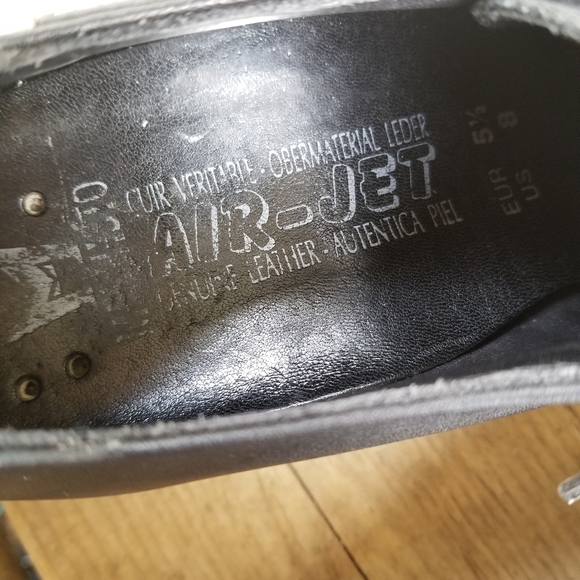 CUIR VERITABLE · OBERMATERIAL LEDER
AIR-JET
GENUINE LEATHER · AUTENTICA PIEL
EUR 5½
US 8